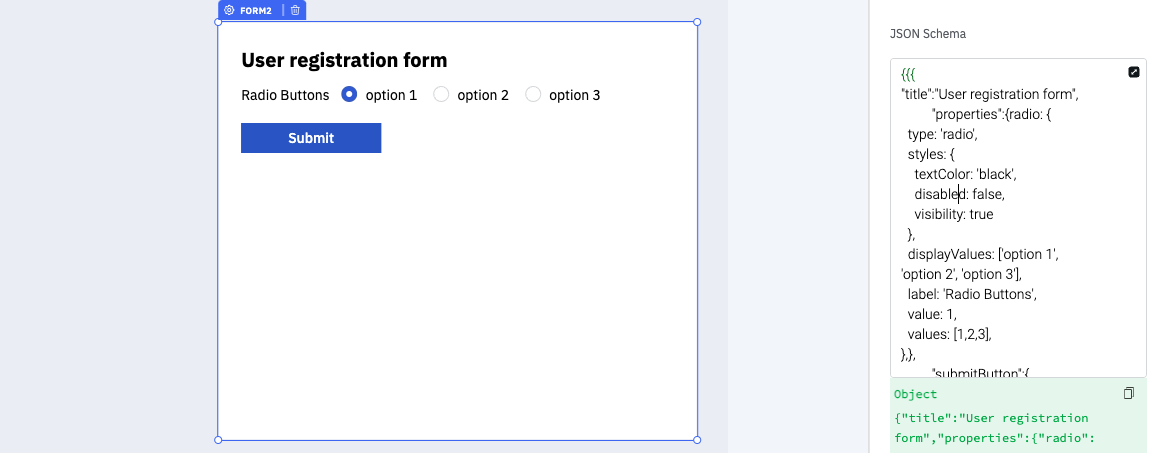 FORM2
User registration form
Radio Buttons option 1 option 2 option 3
Submit
JSON Schema
{{{
"title":"User registration form",
"properties":{radio: {
type: 'radio',
styles: {
textColor: 'black',
disabled: false,
visibility: true
},
displayValues: ['option 1',
'option 2', 'option 3'],
label: 'Radio Buttons',
value: 1,
values: [1,2,3],
},},
"submitButton":{
Object
{"title":"User registration
form","properties":{"radio":